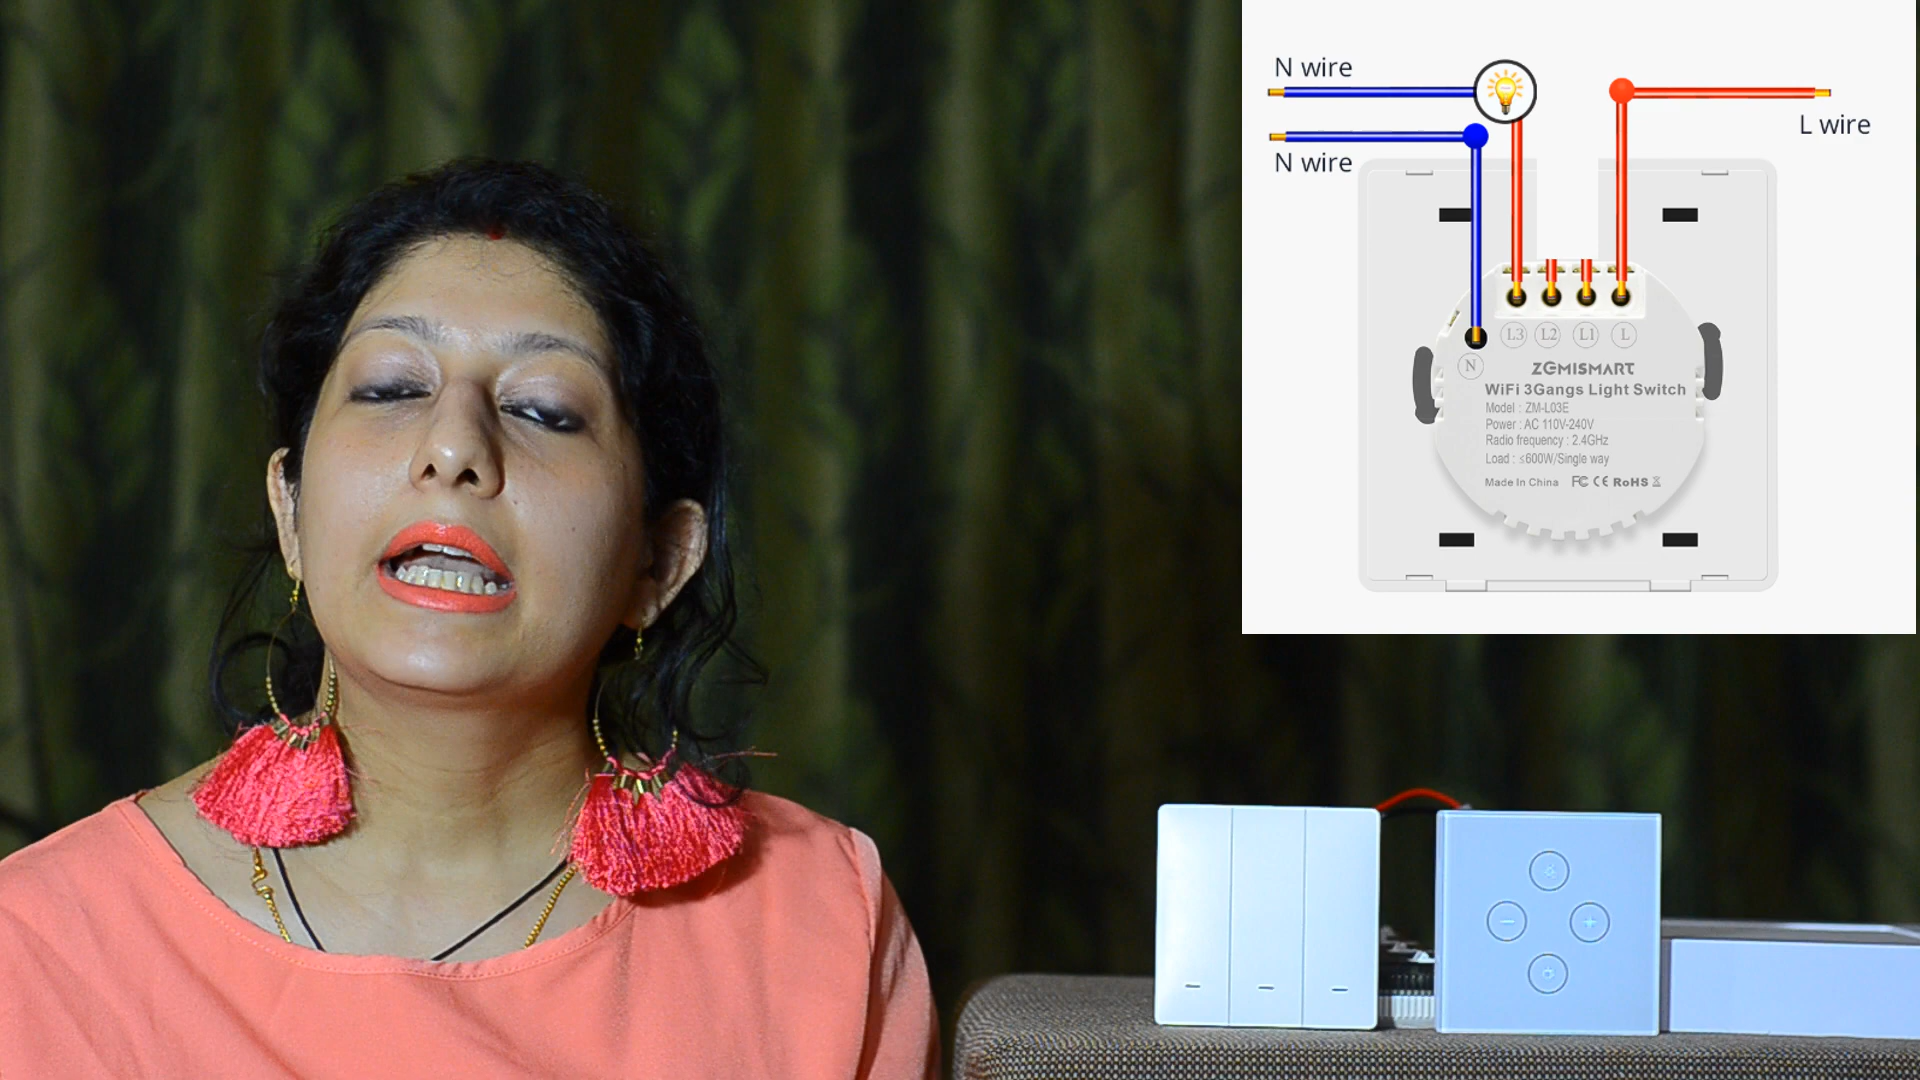 N wire
L wire
N wire
L3 L2 L1 L
N
ZEMISMART
WiFi 3Gangs Light Switch
Model : ZM-L03E
Power : AC 110V-240V
Radio frequency : 2.4GHz
Load : ≤600W/Single way
Made In China FC CE RoHS